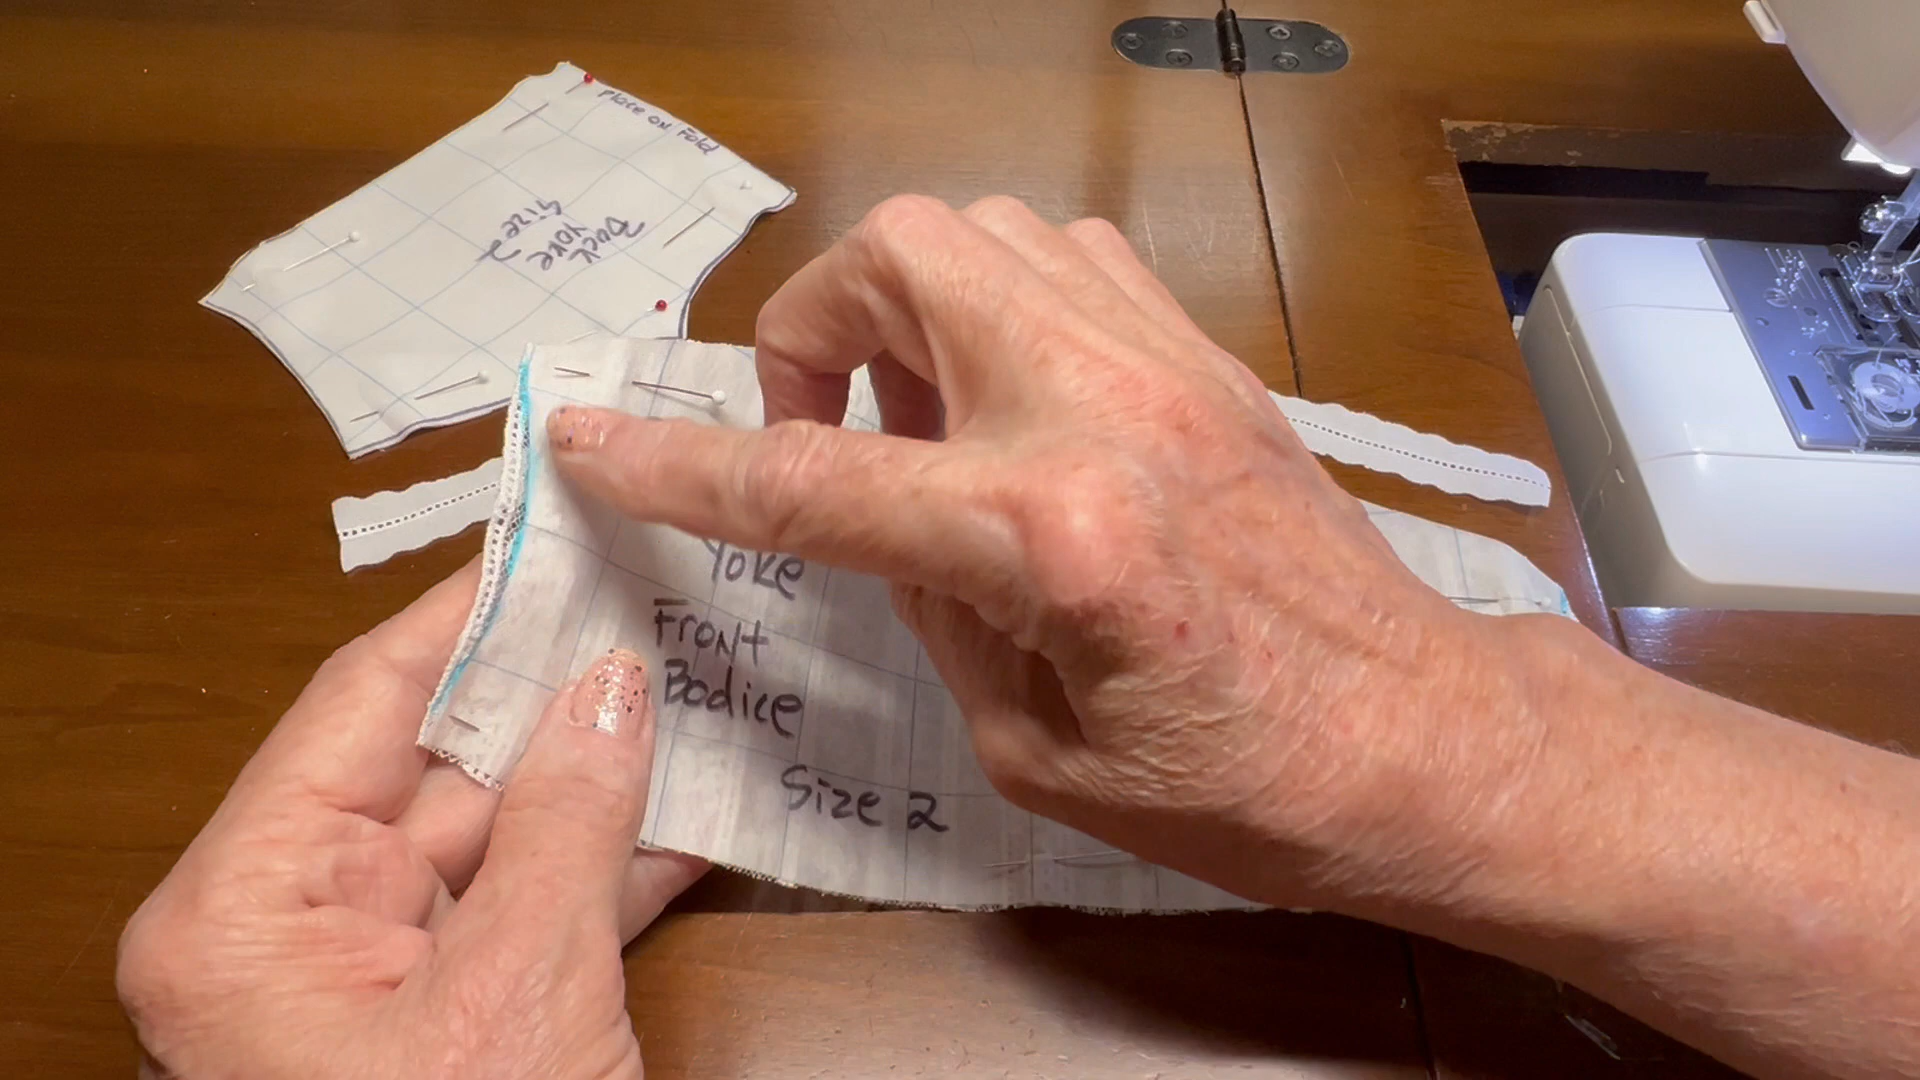 Place on Fold
Back
Yoke
Size 2
Yoke
Front
Bodice
Size 2